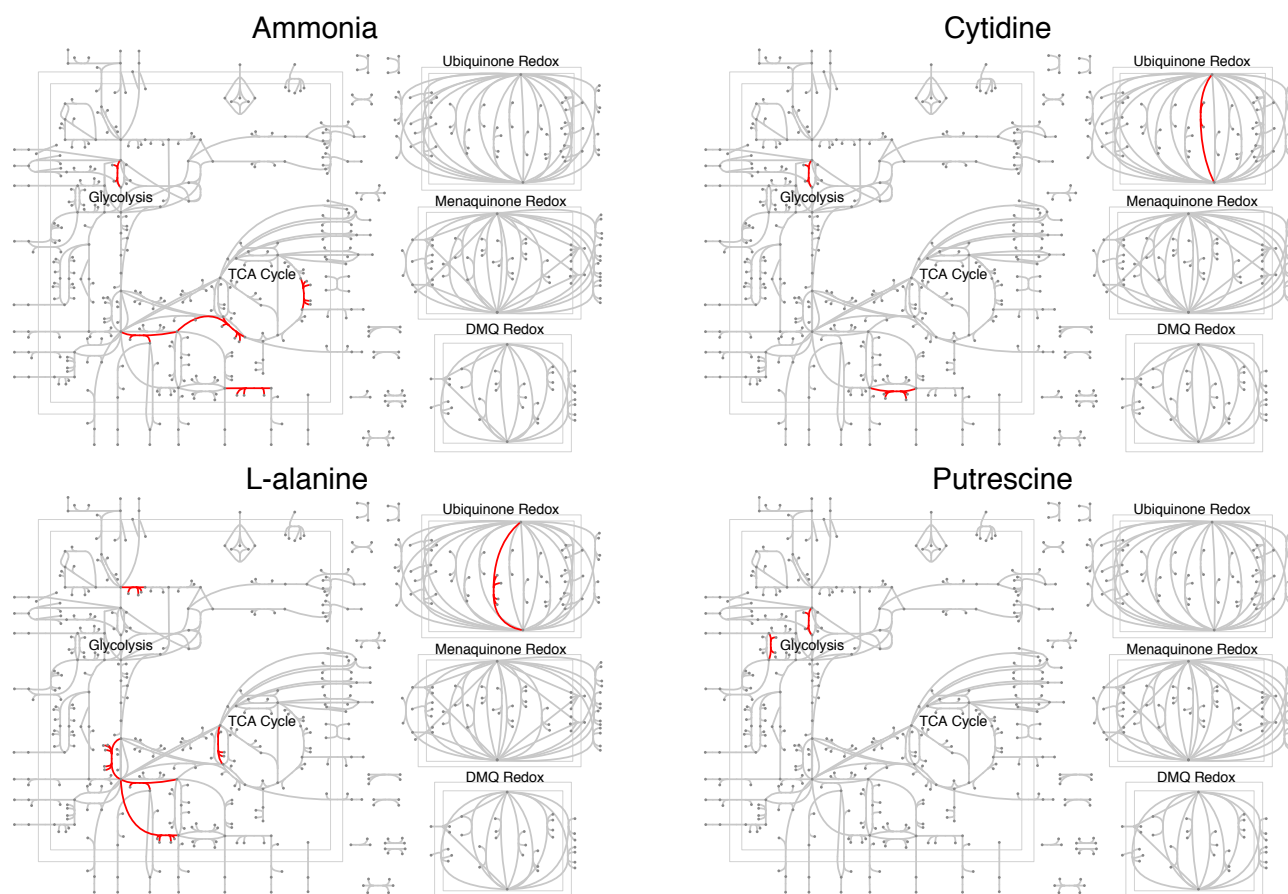 Ammonia
Ubiquinone Redox
Glycolysis
Menaquinone Redox
TCA Cycle
DMQ Redox
Cytidine
Ubiquinone Redox
Glycolysis
Menaquinone Redox
TCA Cycle
DMQ Redox
L-alanine
Ubiquinone Redox
Glycolysis
Menaquinone Redox
TCA Cycle
DMQ Redox
Putrescine
Ubiquinone Redox
Glycolysis
Menaquinone Redox
TCA Cycle
DMQ Redox